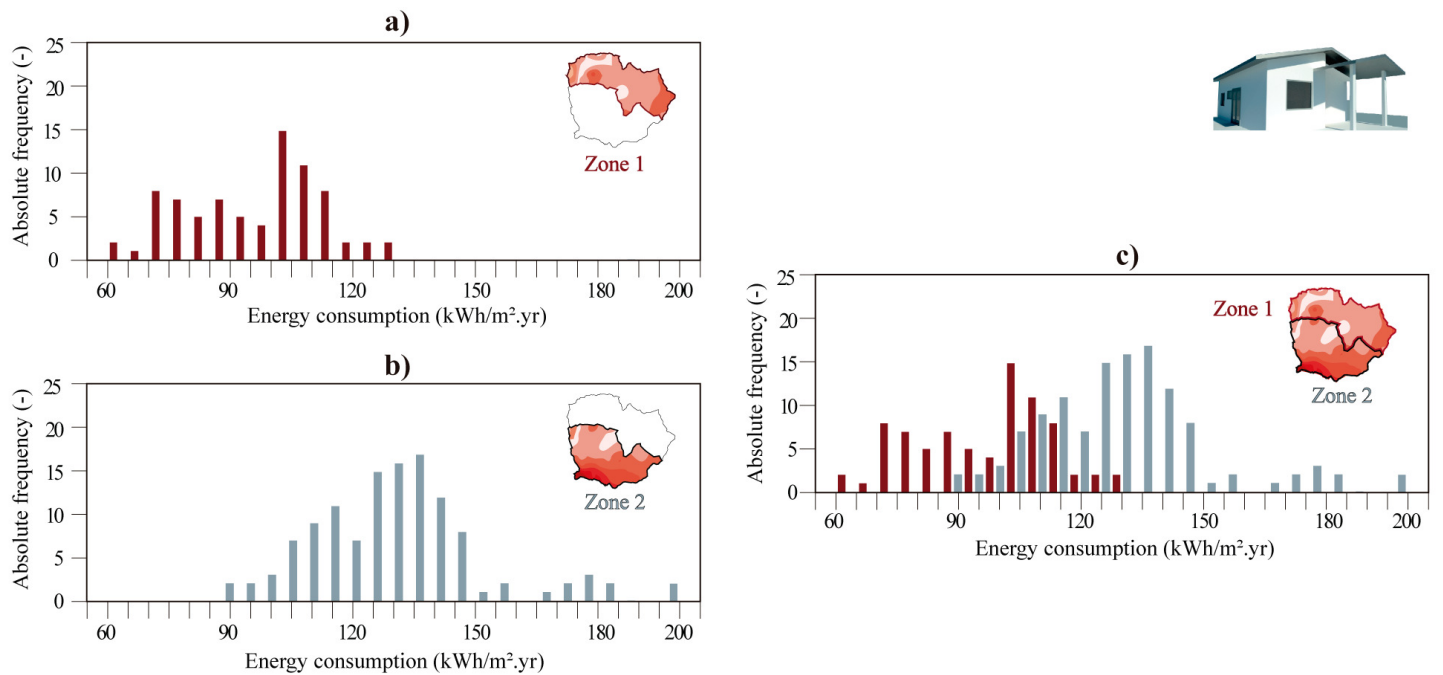 a)
Absolute frequency (-)
25
20
15
10
5
0
Zone 1
60 90 120 150 180 200
Energy consumption (kWh/m².yr)
b)
Absolute frequency (-)
25
20
15
10
5
0
Zone 2
60 90 120 150 180 200
Energy consumption (kWh/m².yr)
c)
Absolute frequency (-)
25
20
15
10
5
0
Zone 1
Zone 2
60 90 120 150 180 200
Energy consumption (kWh/m².yr)